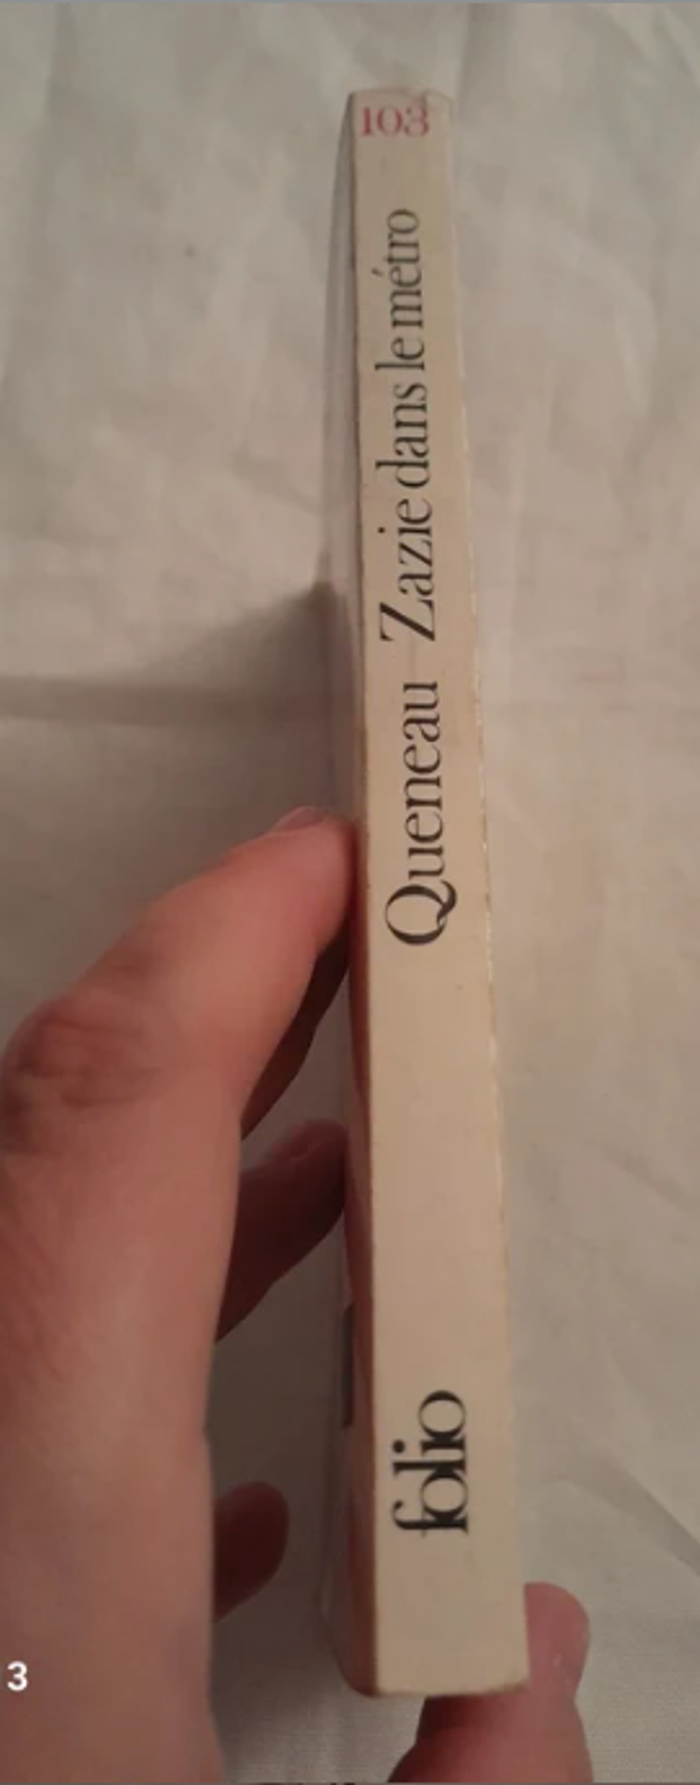 103
Queneau Zazie dans le métro
folio
3